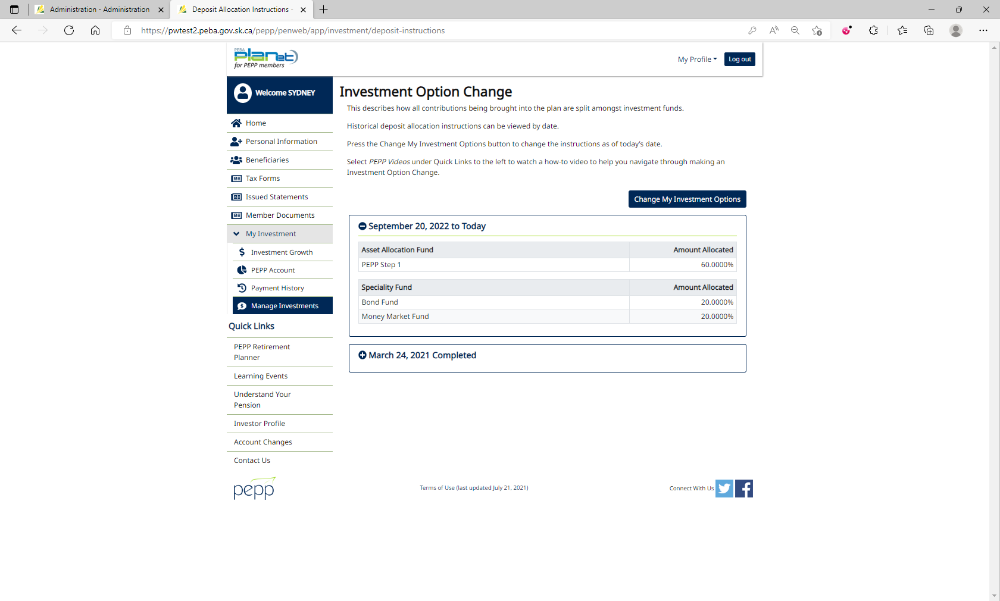 Administration - Administration
Deposit Allocation Instructions -
https://pwtest2.peba.gov.sk.ca/pepp/penweb/app/investment/deposit-instructions
PEBA
planet
for PEPP members
My Profile
Log out
Welcome SYDNEY
Home
Personal Information
Beneficiaries
Tax Forms
Issued Statements
Member Documents
My Investment
Investment Growth
PEPP Account
Payment History
Manage Investments
Quick Links
PEPP Retirement
Planner
Learning Events
Understand Your
Pension
Investor Profile
Account Changes
Contact Us
Investment Option Change
This describes how all contributions being brought into the plan are split amongst investment funds.
Historical deposit allocation instructions can be viewed by date.
Press the Change My Investment Options button to change the instructions as of today's date.
Select PEPP Videos under Quick Links to the left to watch a how-to video to help you navigate through making an
Investment Option Change.
Change My Investment Options
September 20, 2022 to Today
Asset Allocation Fund Amount Allocated
PEPP Step 1 60.0000%
Speciality Fund Amount Allocated
Bond Fund 20.0000%
Money Market Fund 20.0000%
March 24, 2021 Completed
pepp
Terms of Use (last updated July 21, 2021)
Connect With Us